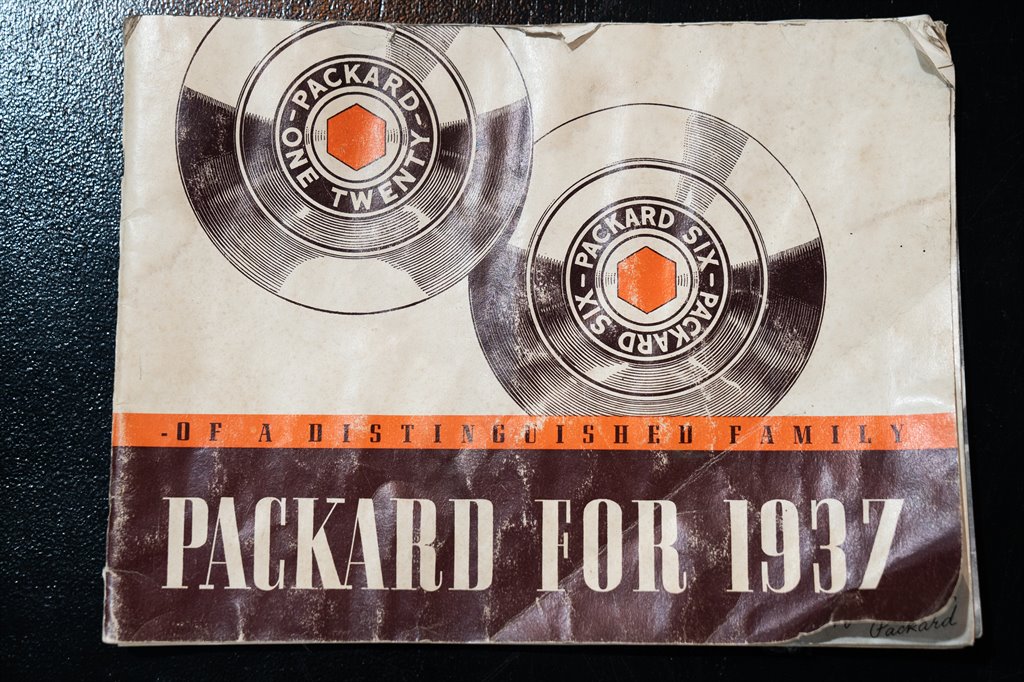 -PACKARD-
ONE TWENTY
-PACKARD SIX-
PACKARD SIX
-OF A DISTINGUISHED FAMILY
PACKARD FOR 1937
Packard